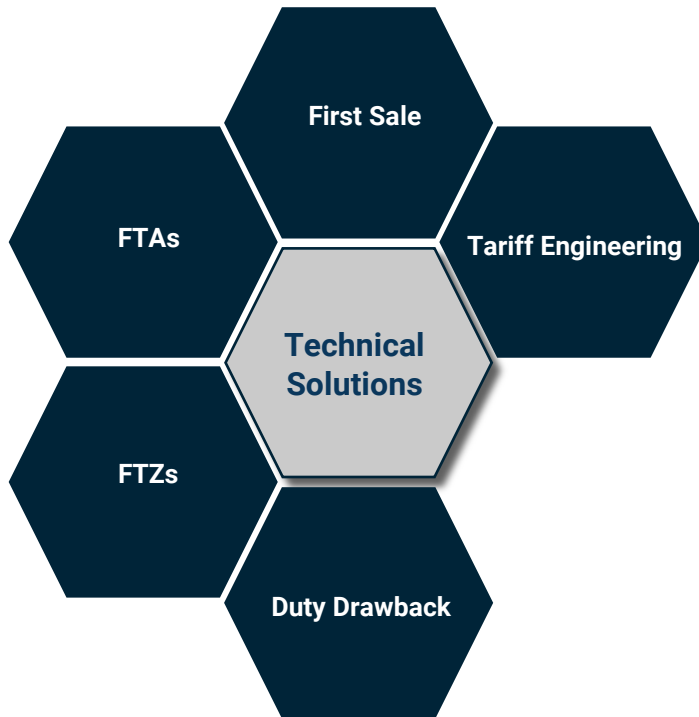 First Sale
FTAs
Tariff Engineering
Technical
Solutions
FTZs
Duty Drawback